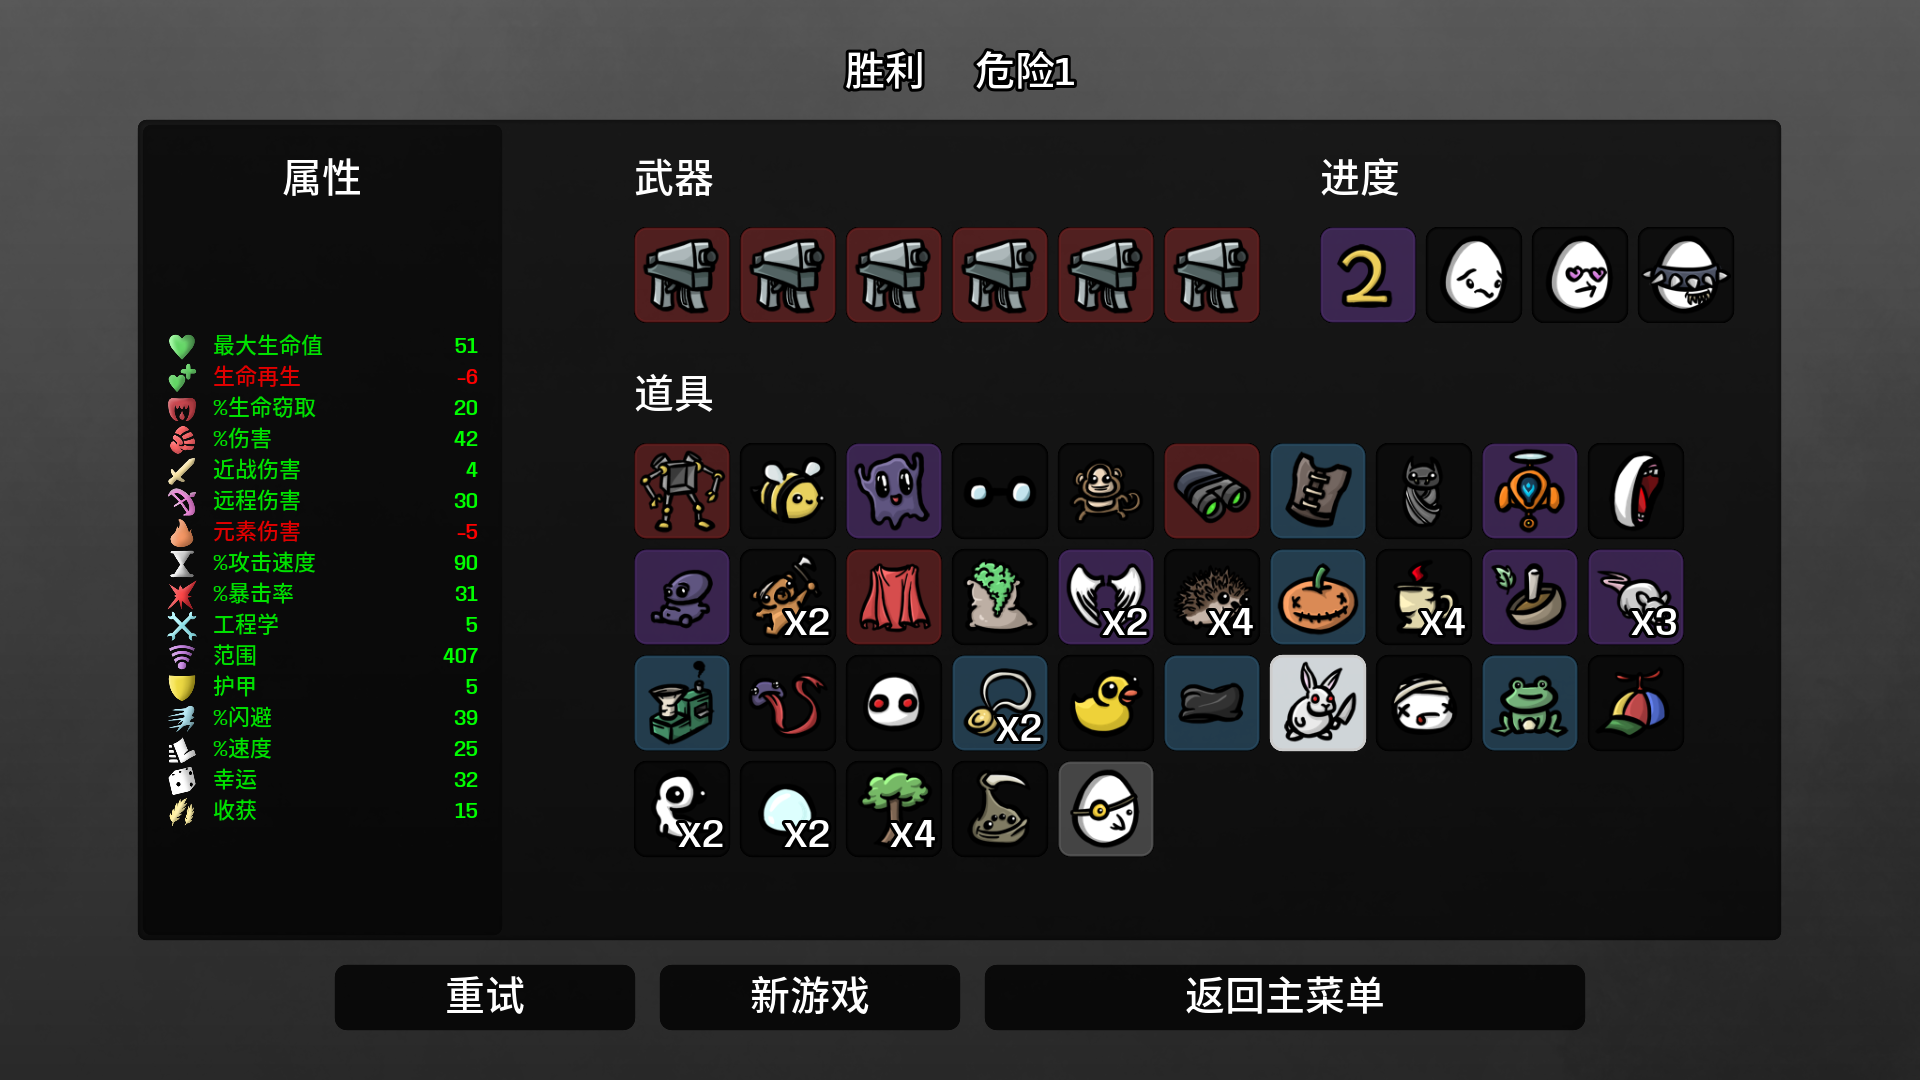 胜利 危险1
属性
最大生命值 51
生命再生 -6
%生命窃取 20
%伤害 42
近战伤害 4
远程伤害 30
元素伤害 -5
%攻击速度 90
%暴击率 31
工程学 5
范围 407
护甲 5
%闪避 39
%速度 25
幸运 32
收获 15
武器
进度
2
道具
X2 X2 X4 X4 X3
X2
X2 X2 X4
重试 新游戏 返回主菜单